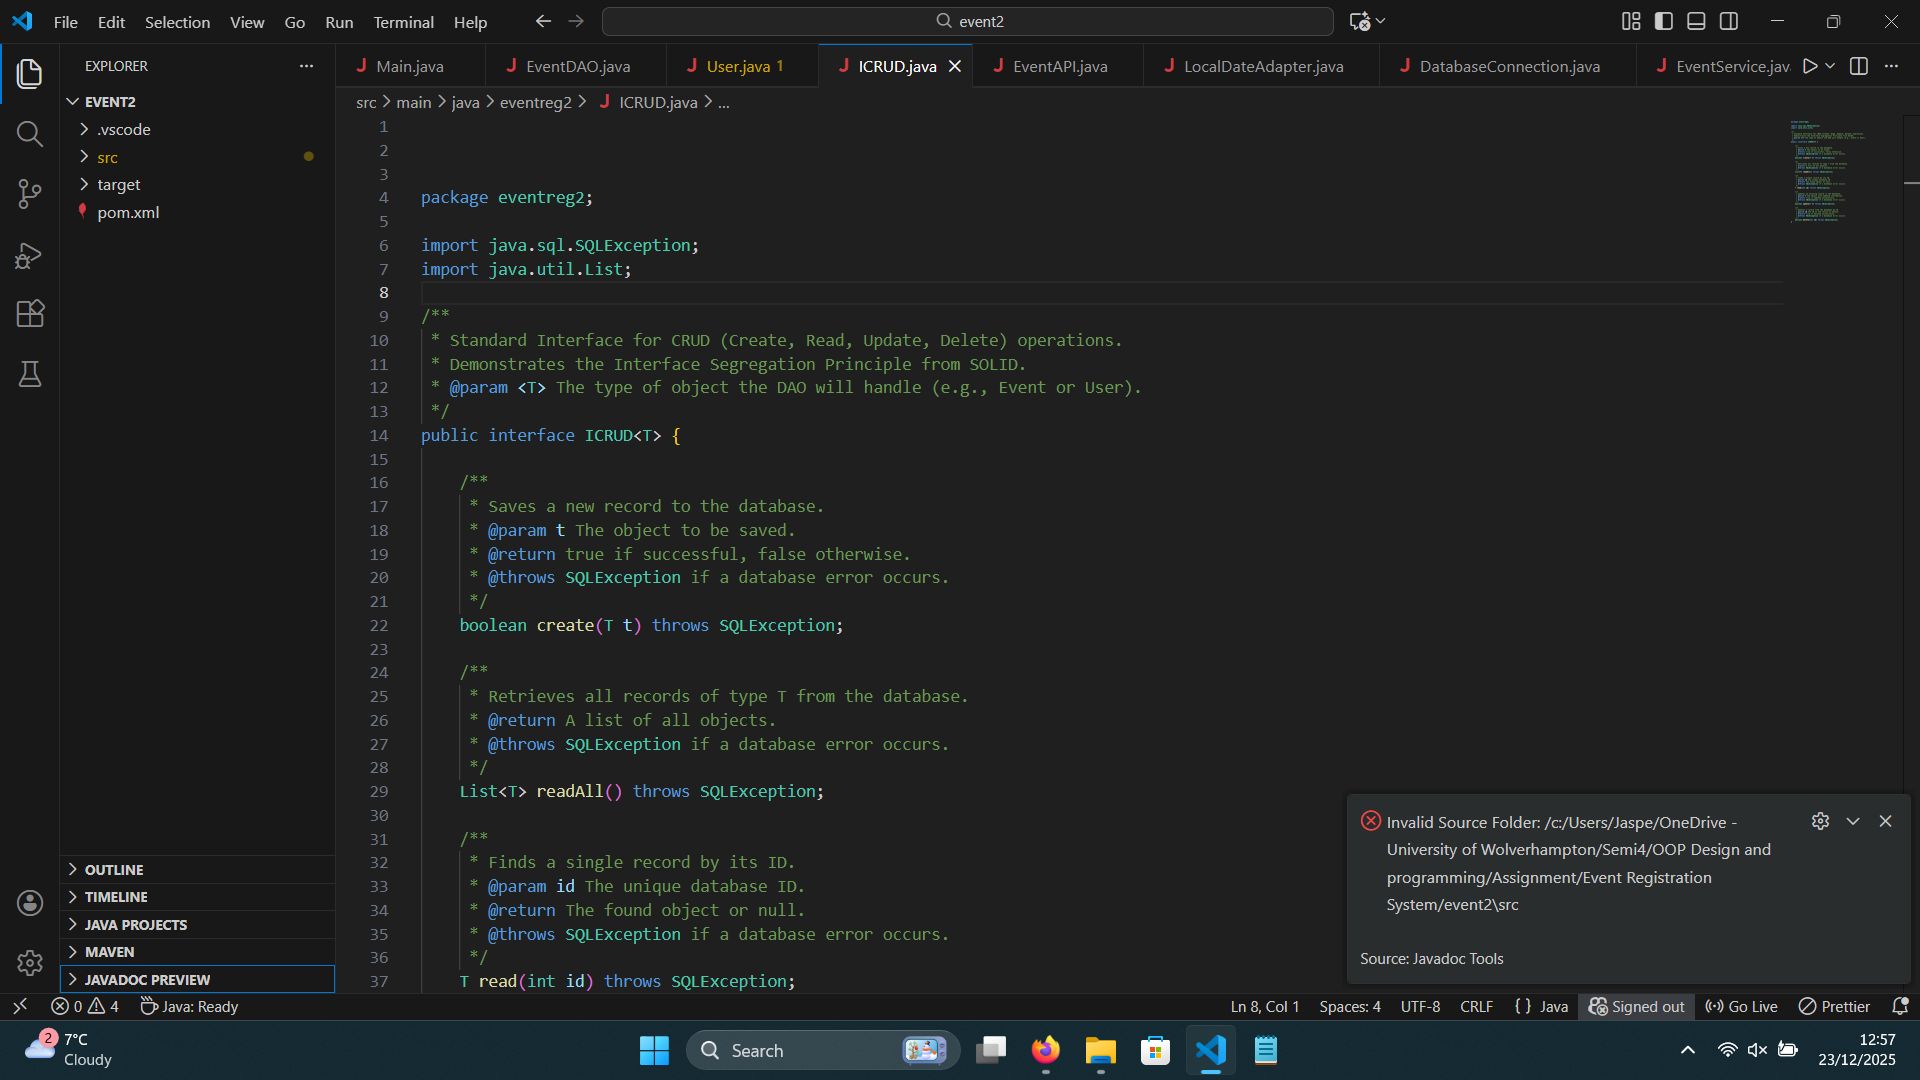 File Edit Selection View Go Run Terminal Help
event2
EXPLORER
Main.java
EventDAO.java
User.java 1
ICRUD.java
EventAPI.java
LocalDateAdapter.java
DatabaseConnection.java
EventService.jav
EVENT2
.vscode
src
target
pom.xml
src > main > java > eventreg2 > ICRUD.java > ...
1
2
3
4 package eventreg2;
5
6 import java.sql.SQLException;
7 import java.util.List;
8
9 /**
10 * Standard Interface for CRUD (Create, Read, Update, Delete) operations.
11 * Demonstrates the Interface Segregation Principle from SOLID.
12 * @param <T> The type of object the DAO will handle (e.g., Event or User).
13 */
14 public interface ICRUD<T> {
15
16 /**
17 * Saves a new record to the database.
18 * @param t The object to be saved.
19 * @return true if successful, false otherwise.
20 * @throws SQLException if a database error occurs.
21 */
22 boolean create(T t) throws SQLException;
23
24 /**
25 * Retrieves all records of type T from the database.
26 * @return A list of all objects.
27 * @throws SQLException if a database error occurs.
28 */
29 List<T> readAll() throws SQLException;
30
31 /**
32 * Finds a single record by its ID.
33 * @param id The unique database ID.
34 * @return The found object or null.
35 * @throws SQLException if a database error occurs.
36 */
37 T read(int id) throws SQLException;
OUTLINE
TIMELINE
JAVA PROJECTS
MAVEN
JAVADOC PREVIEW
Invalid Source Folder: /c:/Users/Jaspe/OneDrive -
University of Wolverhampton/Semi4/OOP Design and
programming/Assignment/Event Registration
System/event2\src
Source: Javadoc Tools
0 4 Java: Ready
Ln 8, Col 1 Spaces: 4 UTF-8 CRLF {} Java Signed out Go Live Prettier
2
7°C
Cloudy
Search
12:57
23/12/2025